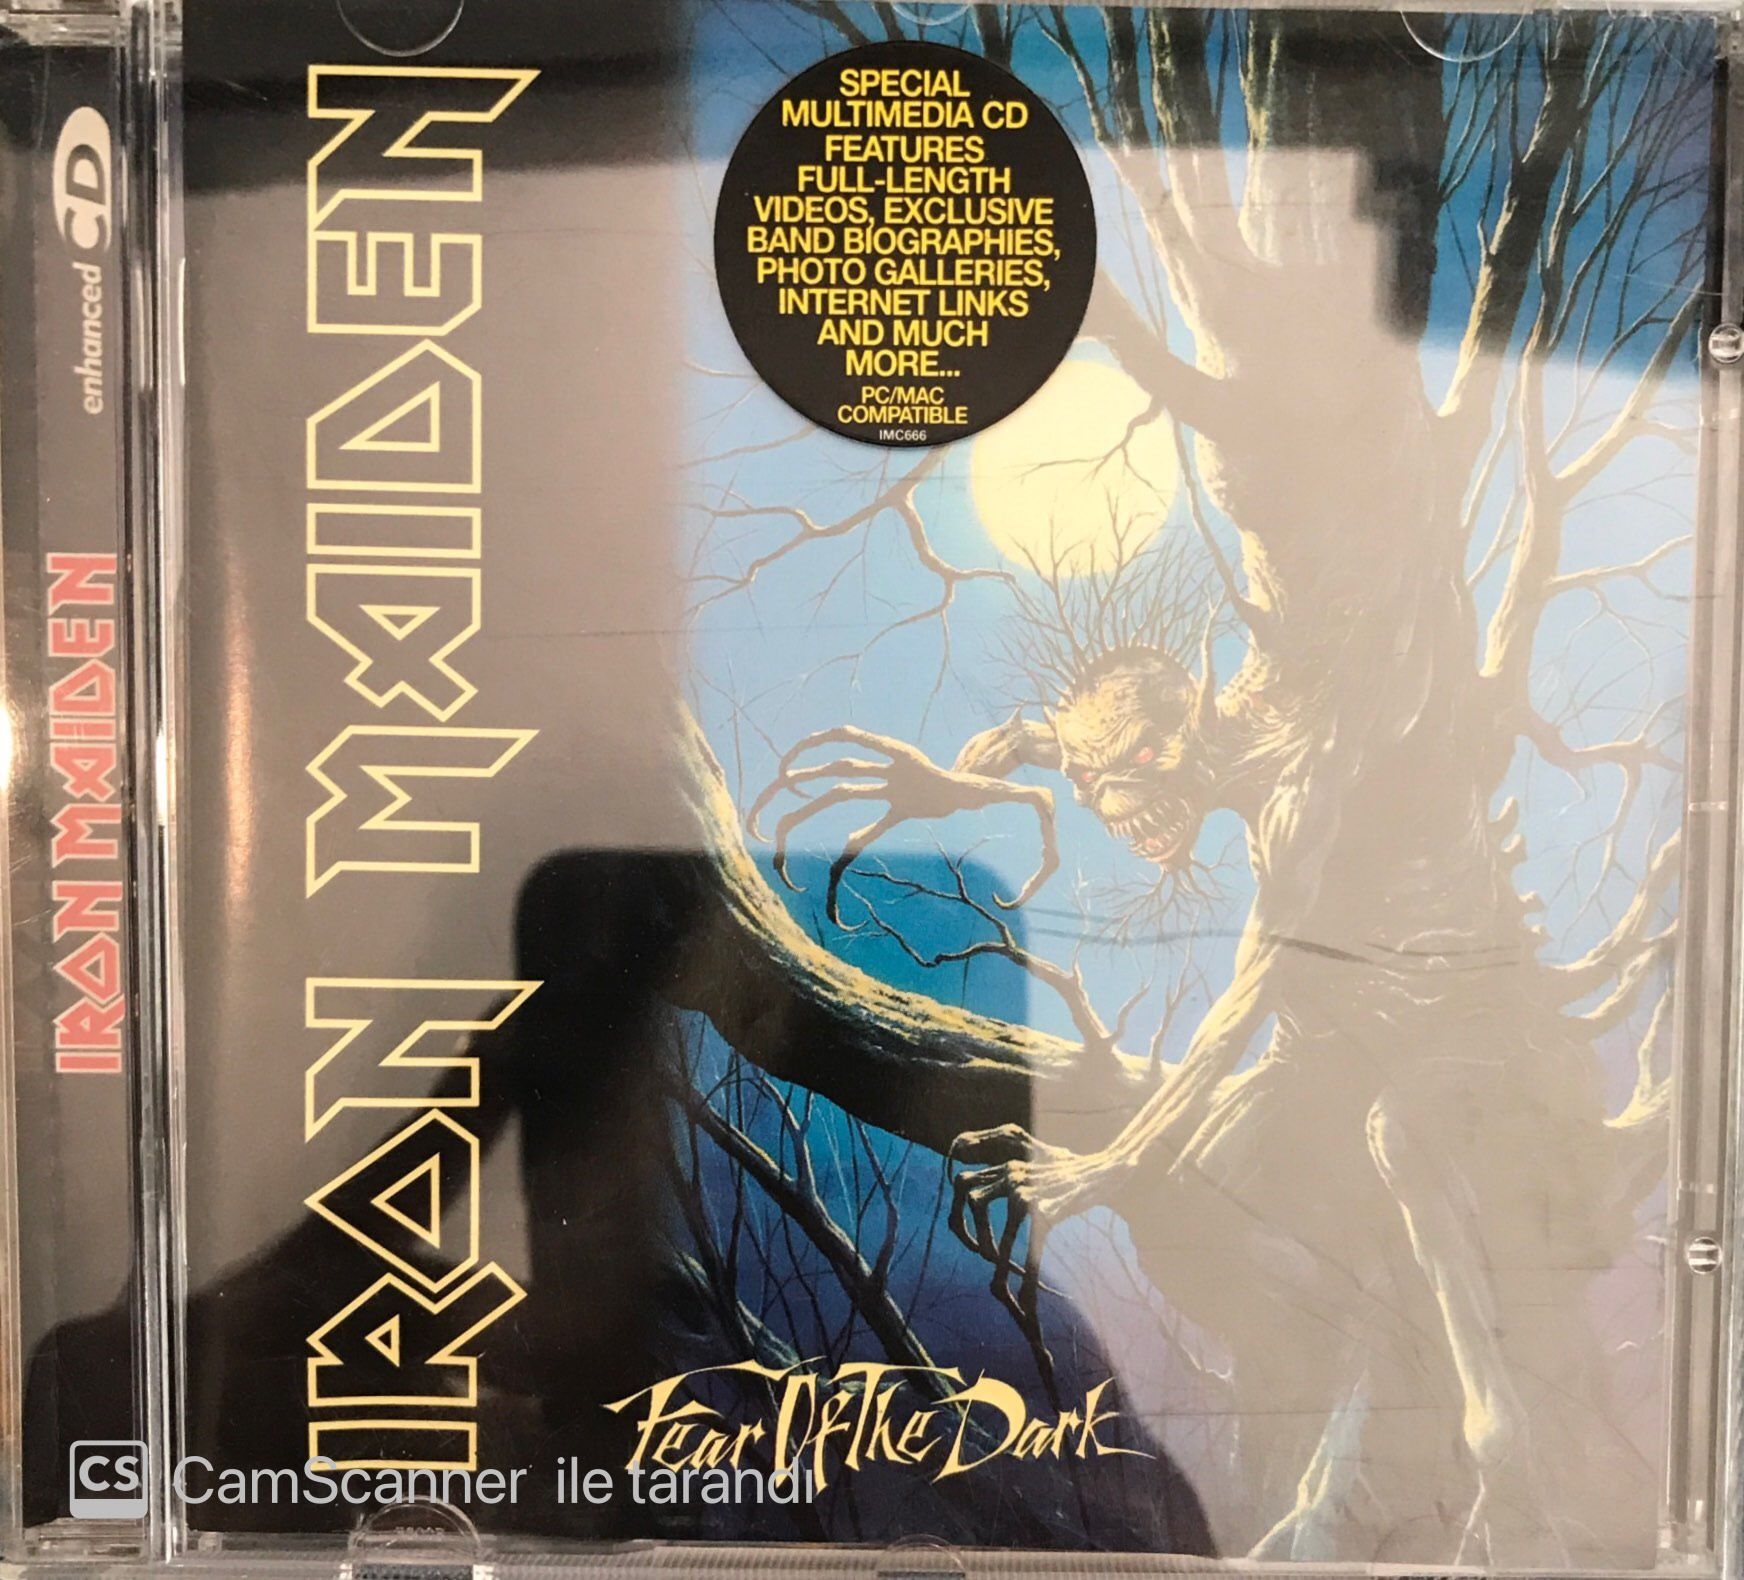 enhanced CD
IRON MAIDEN
IRON MAIDEN
SPECIAL
MULTIMEDIA CD
FEATURES
FULL-LENGTH
VIDEOS, EXCLUSIVE
BAND BIOGRAPHIES,
PHOTO GALLERIES,
INTERNET LINKS
AND MUCH
MORE...
PC/MAC
COMPATIBLE
IMC666
Fear Of The Dark
CS CamScanner ile tarandı